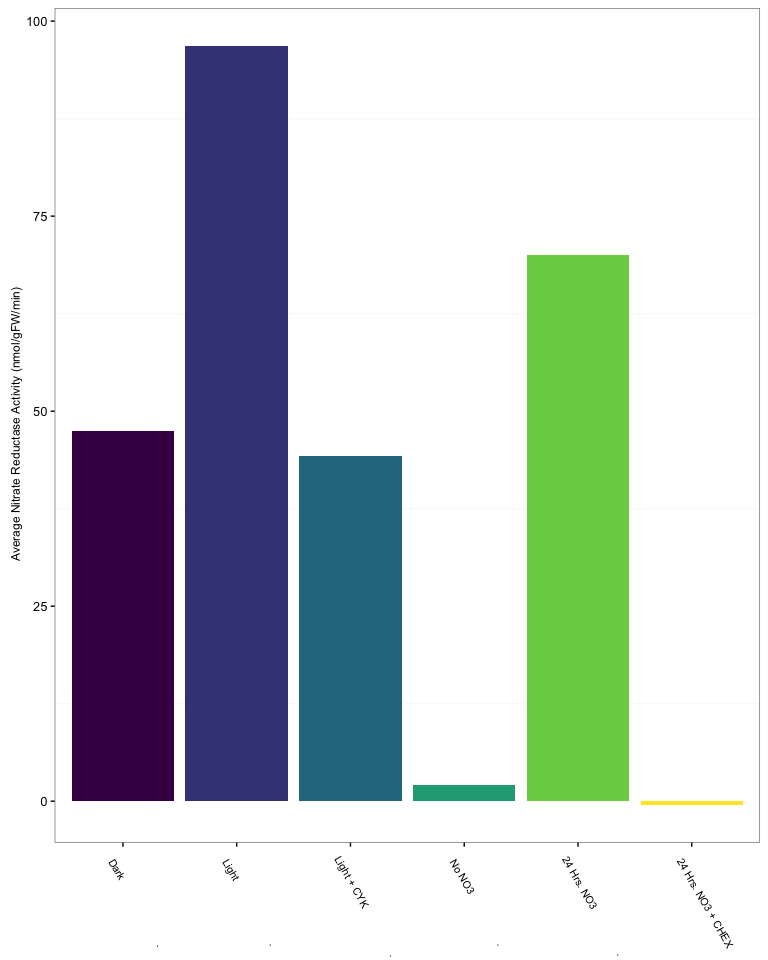 Average Nitrate Reductase Activity (nmol/gFW/min)
100
75
50
25
0
Dark
Light
Light + CYK
No NO3
24 Hrs. NO3
24 Hrs. NO3 + CHEX